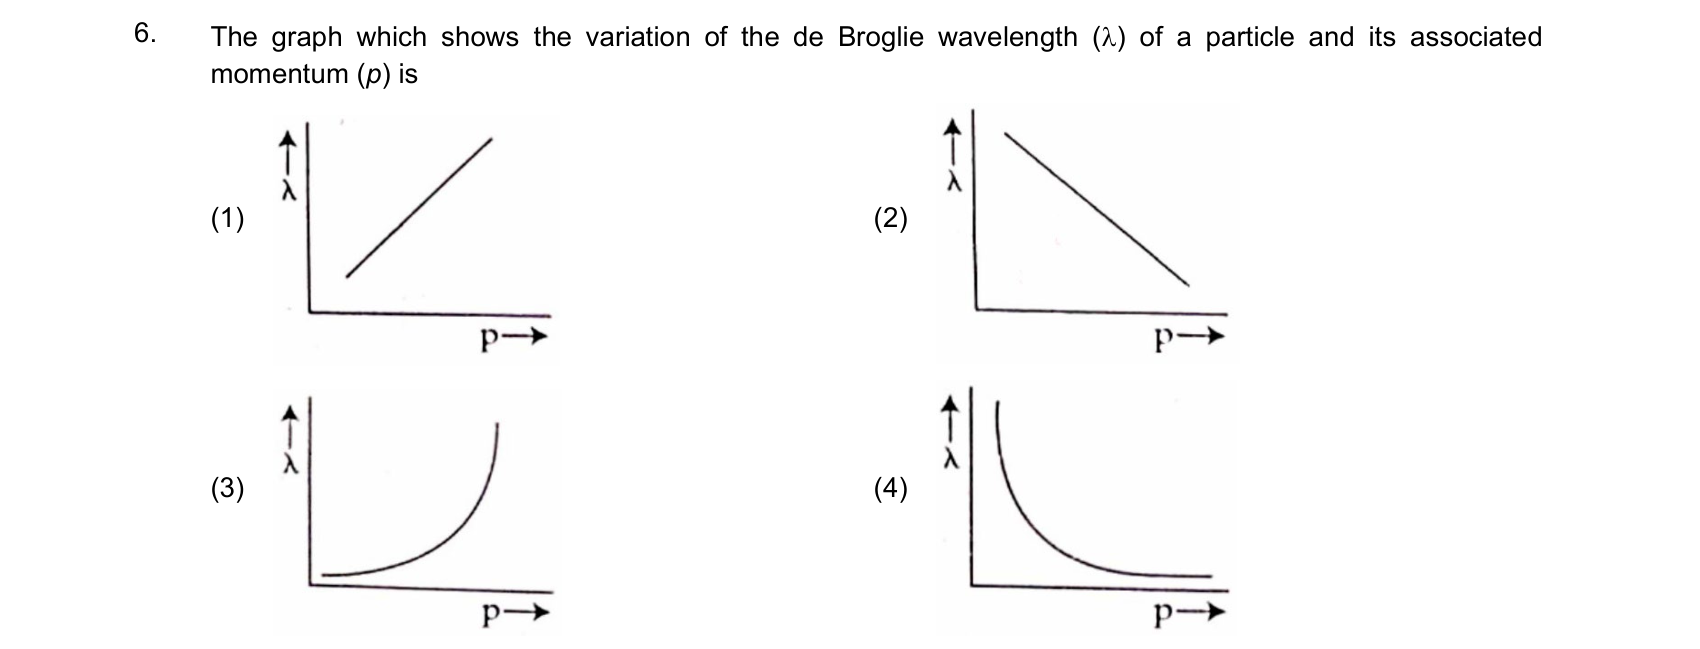 6. The graph which shows the variation of the de Broglie wavelength (λ) of a particle and its associated
momentum (p) is
(1)
λ
p
(2)
λ
p
(3)
λ
p
(4)
λ
p